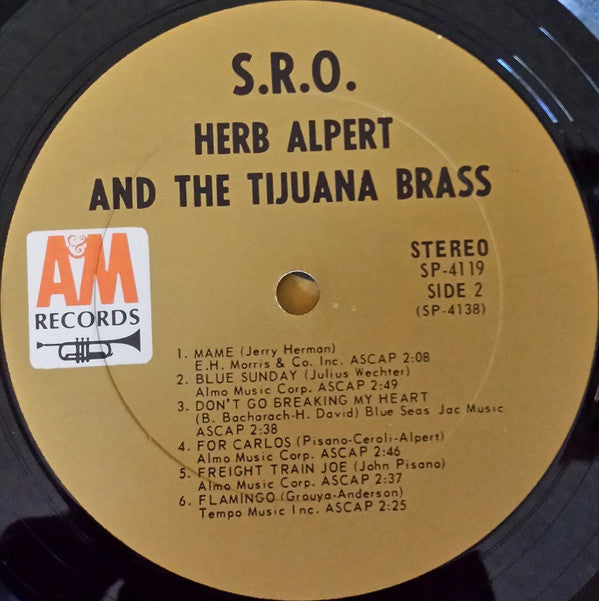 S.R.O.
HERB ALPERT
AND THE TIJUANA BRASS
A&M
RECORDS
STEREO
SP-4119
SIDE 2
(SP-4138)
1. MAME (Jerry Herman)
E.H. Morris & Co. Inc. ASCAP 2:08
2. BLUE SUNDAY (Julius Wechter)
Almo Music Corp. ASCAP 2:49
3. DON'T GO BREAKING MY HEART
(B. Bacharach-H. David) Blue Seas Jac Music
ASCAP 2:38
4. FOR CARLOS (Pisano-Ceroli-Alpert)
Almo Music Corp. ASCAP 2:46
5. FREIGHT TRAIN JOE (John Pisano)
Almo Music Corp. ASCAP 2:37
6. FLAMINGO (Grouya-Anderson)
Tempo Music Inc. ASCAP 2:25